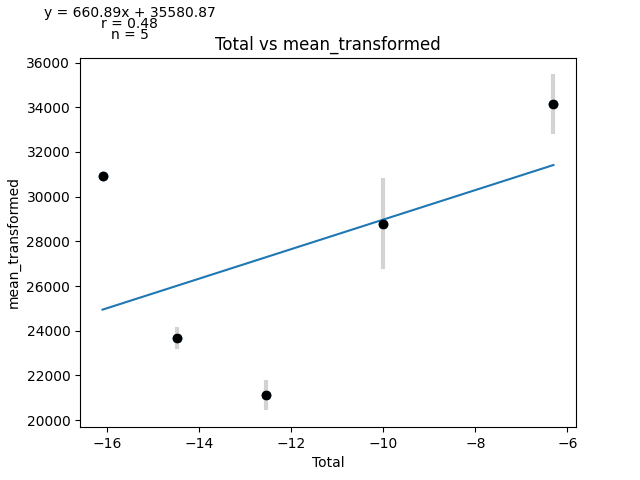 y = 660.89x + 35580.87
r = 0.48
n = 5
Total vs mean_transformed
36000
34000
32000
30000
28000
26000
24000
22000
20000
mean_transformed
−16
−14
−12
−10
−8
−6
Total